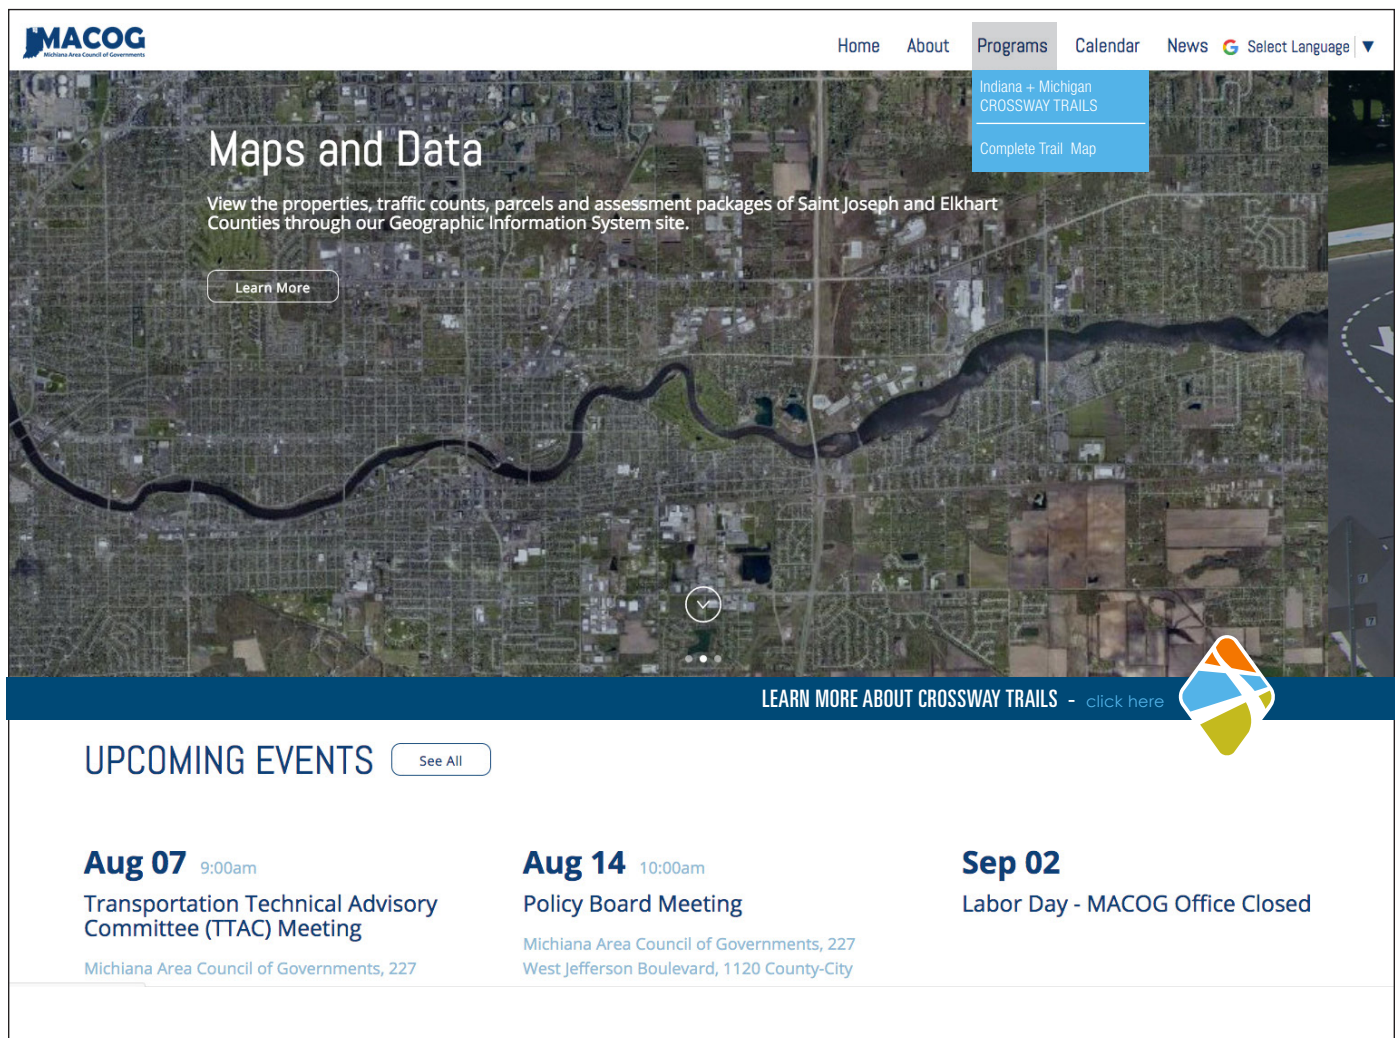 MACOG
Michiana Area Council of Governments
Home About Programs Calendar News G Select Language ▼
Indiana + Michigan
CROSSWAY TRAILS
Complete Trail Map
Maps and Data
View the properties, traffic counts, parcels and assessment packages of Saint Joseph and Elkhart
Counties through our Geographic Information System site.
Learn More
LEARN MORE ABOUT CROSSWAY TRAILS - click here
UPCOMING EVENTS See All
Aug 07 9:00am
Transportation Technical Advisory
Committee (TTAC) Meeting
Michiana Area Council of Governments, 227
Aug 14 10:00am
Policy Board Meeting
Michiana Area Council of Governments, 227
West Jefferson Boulevard, 1120 County-City
Sep 02
Labor Day - MACOG Office Closed